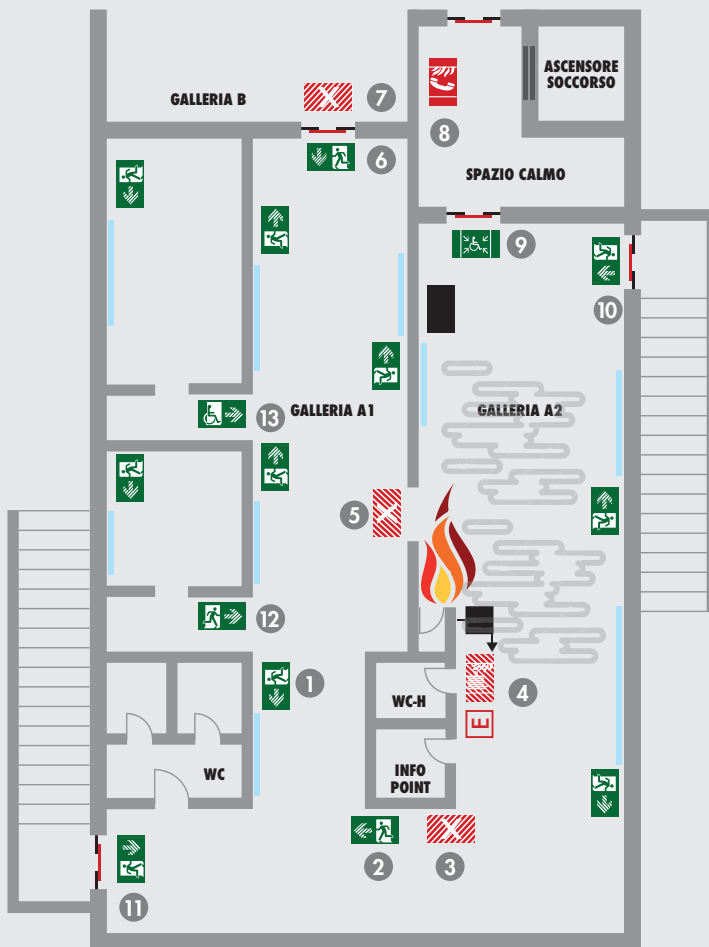 ASCENSORE
SOCCORSO
GALLERIA B
7
8
6
SPAZIO CALMO
9
10
13
GALLERIA A1
GALLERIA A2
5
12
1
4
WC-H
E
WC
INFO
POINT
2
3
11